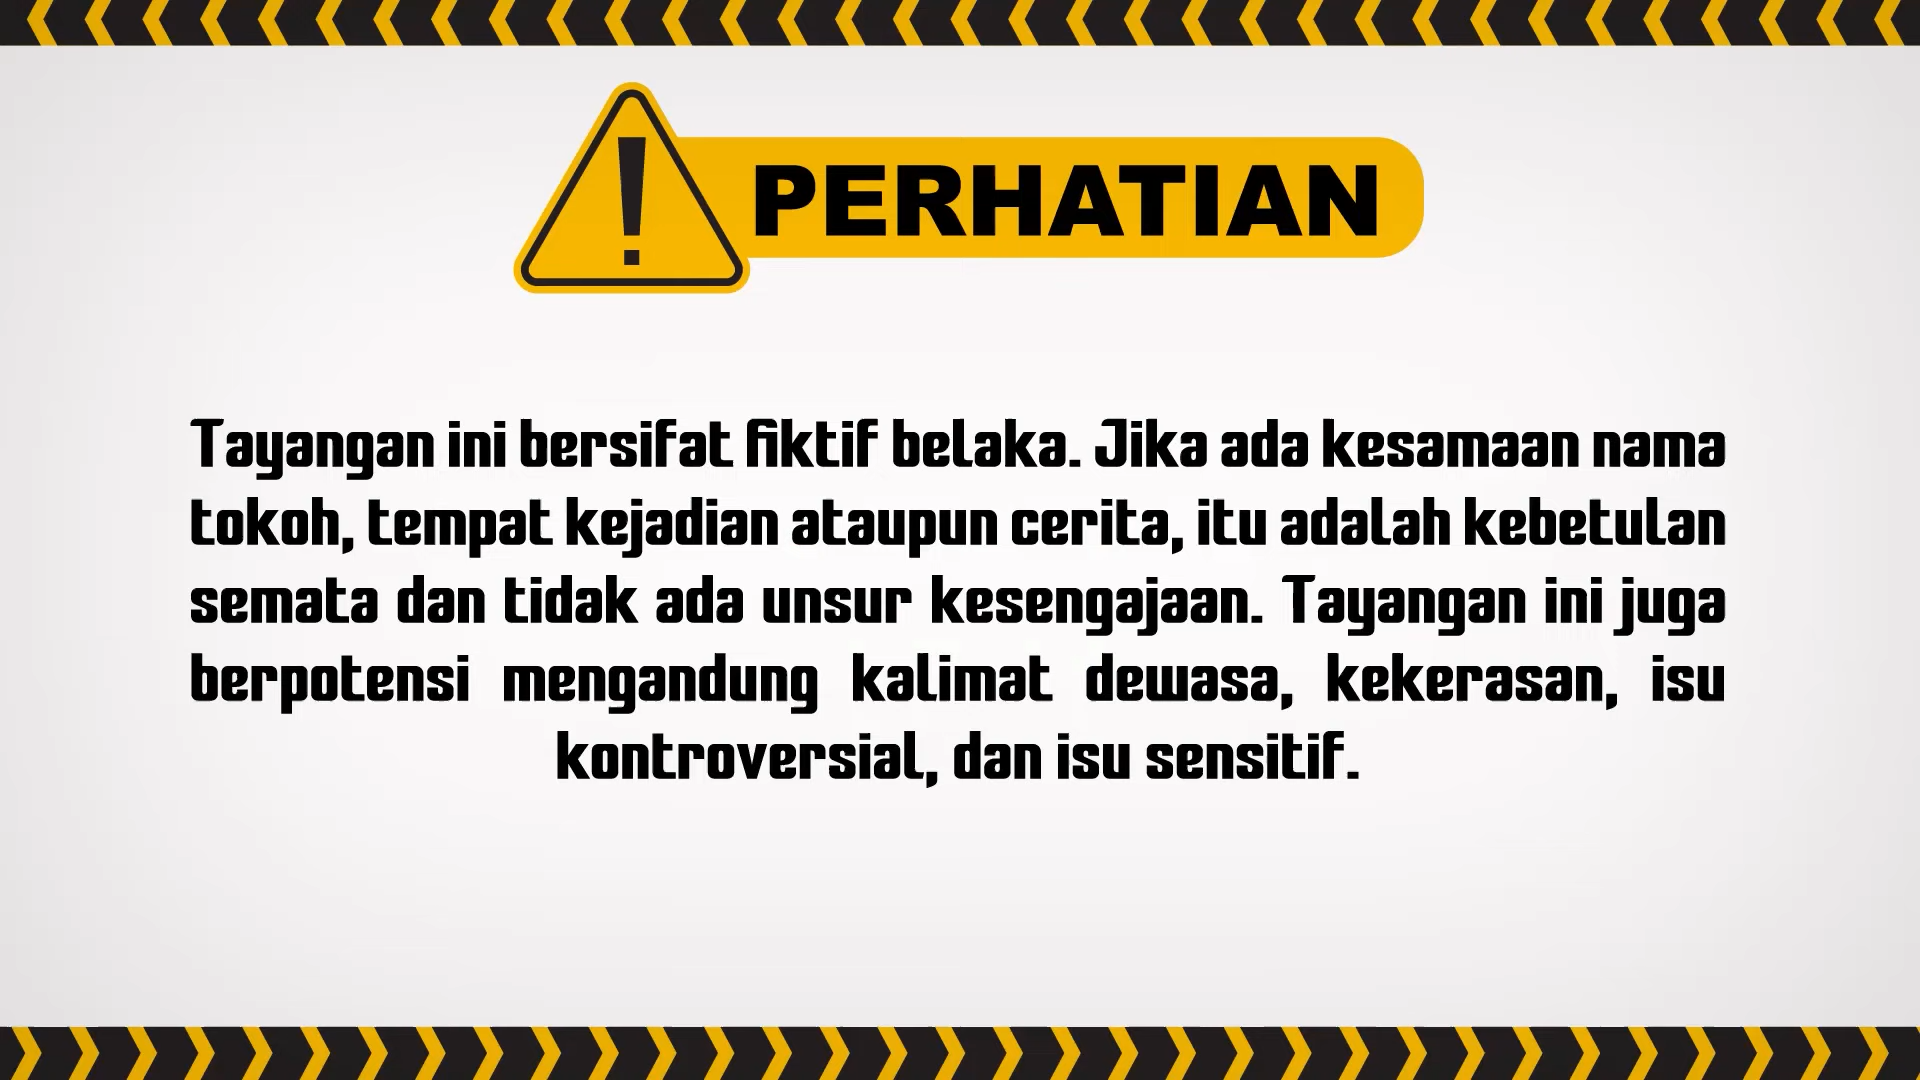 PERHATIAN
Tayangan ini bersifat fiktif belaka. Jika ada kesamaan nama
tokoh, tempat kejadian ataupun cerita, itu adalah kebetulan
semata dan tidak ada unsur kesengajaan. Tayangan ini juga
berpotensi mengandung kalimat dewasa, kekerasan, isu
kontroversial, dan isu sensitif.